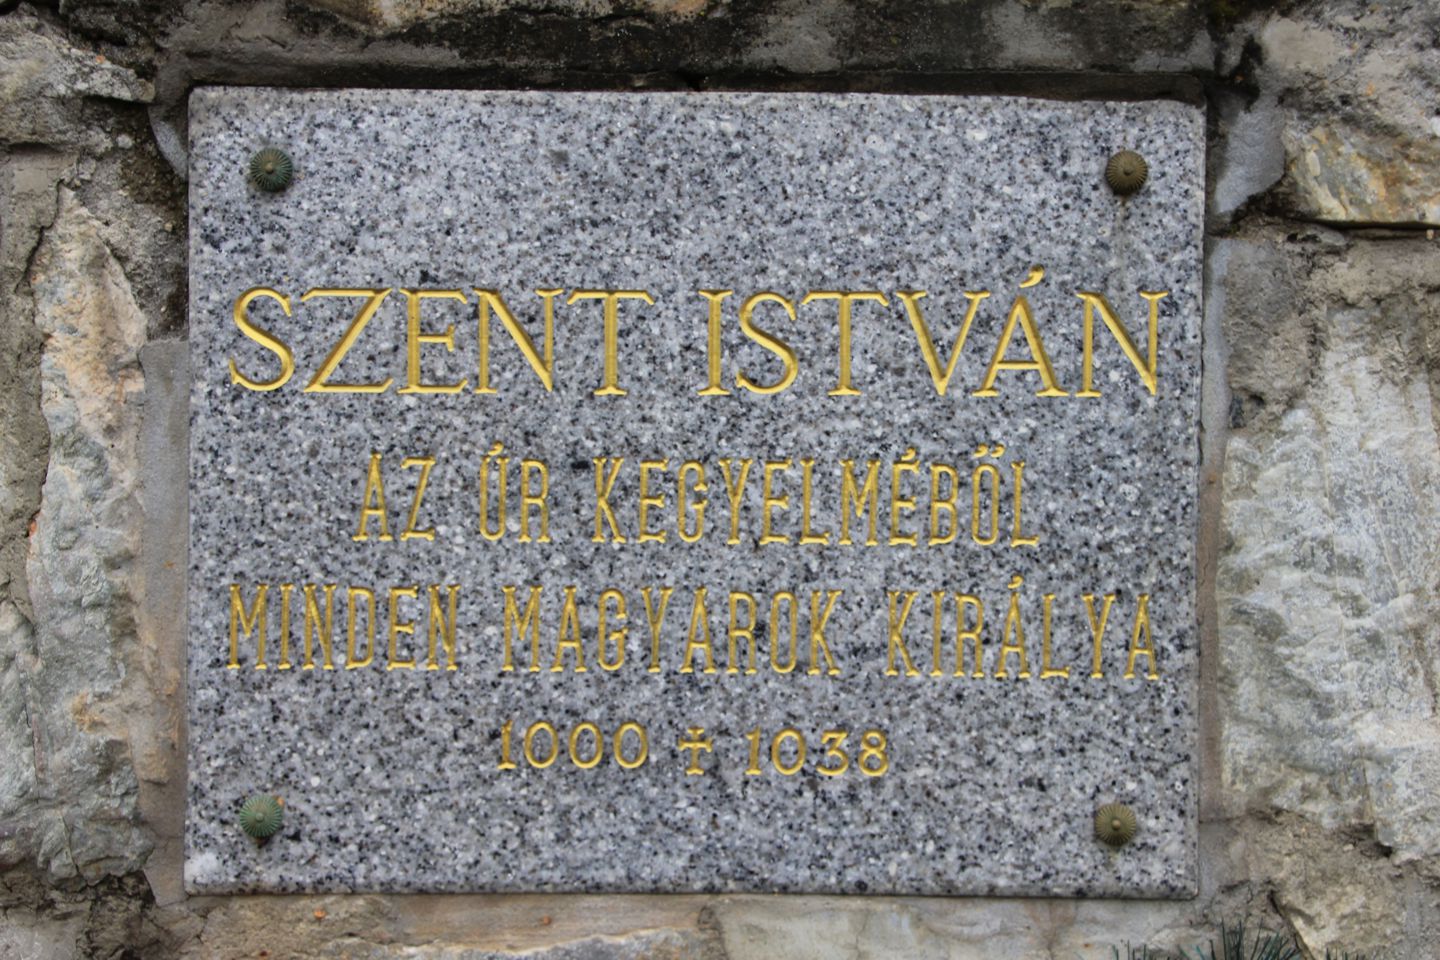 SZENT ISTVÁN
AZ ÚR KEGYELMÉBŐL
MINDEN MAGYAROK KIRÁLYA
1000 ✝ 1038